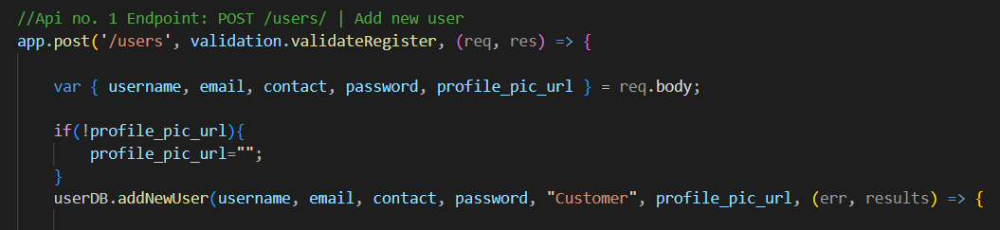 //Api no. 1 Endpoint: POST /users/ | Add new user
app.post('/users', validation.validateRegister, (req, res) => {
var { username, email, contact, password, profile_pic_url } = req.body;
if(!profile_pic_url){
profile_pic_url="";
}
userDB.addNewUser(username, email, contact, password, "Customer", profile_pic_url, (err, results) => {